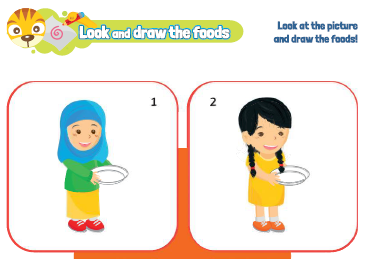 Look and draw the foods
Look at the picture
and draw the foods!
1
2